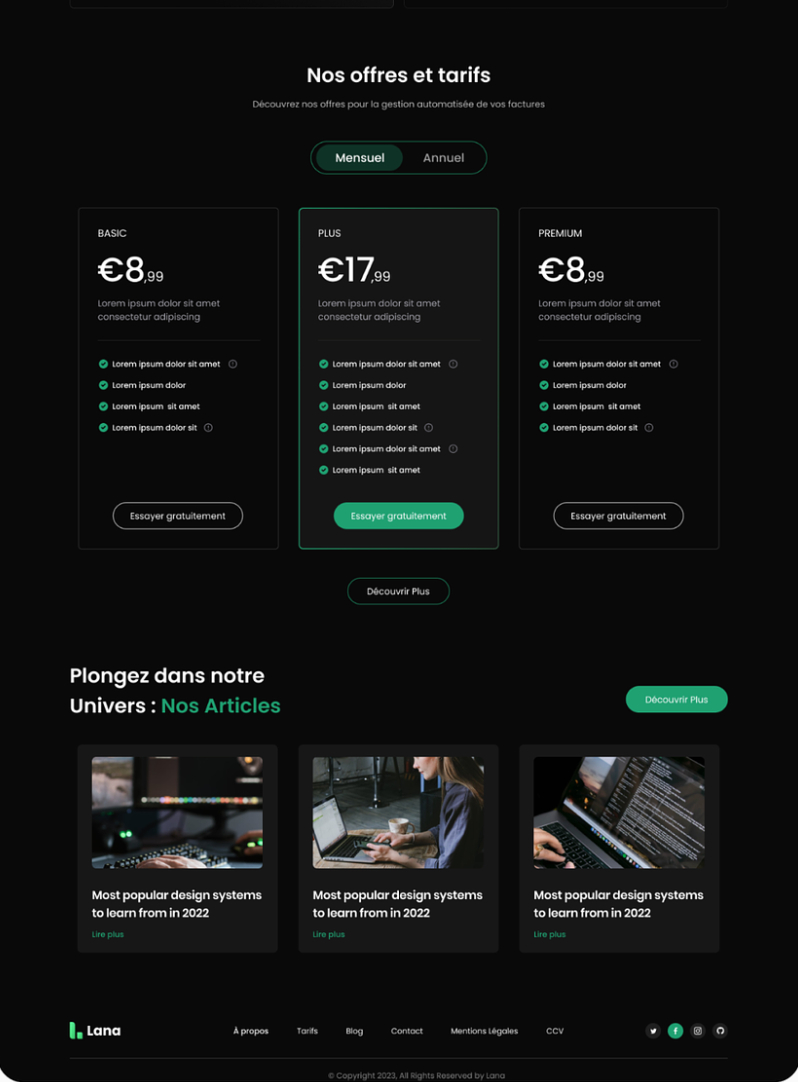 Nos offres et tarifs
Découvrez nos offres pour la gestion automatisée de vos factures
Mensuel
Annuel
BASIC
€8,99
Lorem ipsum dolor sit amet
consectetur adipiscing
Lorem ipsum dolor sit amet
Lorem ipsum dolor
Lorem ipsum sit amet
Lorem ipsum dolor sit
Essayer gratuitement
PLUS
€17,99
Lorem ipsum dolor sit amet
consectetur adipiscing
Lorem ipsum dolor sit amet
Lorem ipsum dolor
Lorem ipsum sit amet
Lorem ipsum dolor sit
Lorem ipsum dolor sit amet
Lorem ipsum sit amet
Essayer gratuitement
PREMIUM
€8,99
Lorem ipsum dolor sit amet
consectetur adipiscing
Lorem ipsum dolor sit amet
Lorem ipsum dolor
Lorem ipsum sit amet
Lorem ipsum dolor sit
Essayer gratuitement
Découvrir Plus
Plongez dans notre
Univers : Nos Articles
Découvrir Plus
Most popular design systems
to learn from in 2022
Lire plus
Most popular design systems
to learn from in 2022
Lire plus
Most popular design systems
to learn from in 2022
Lire plus
Lana
À propos
Tarifs
Blog
Contact
Mentions Légales
CCV
© Copyright 2023, All Rights Reserved by Lana